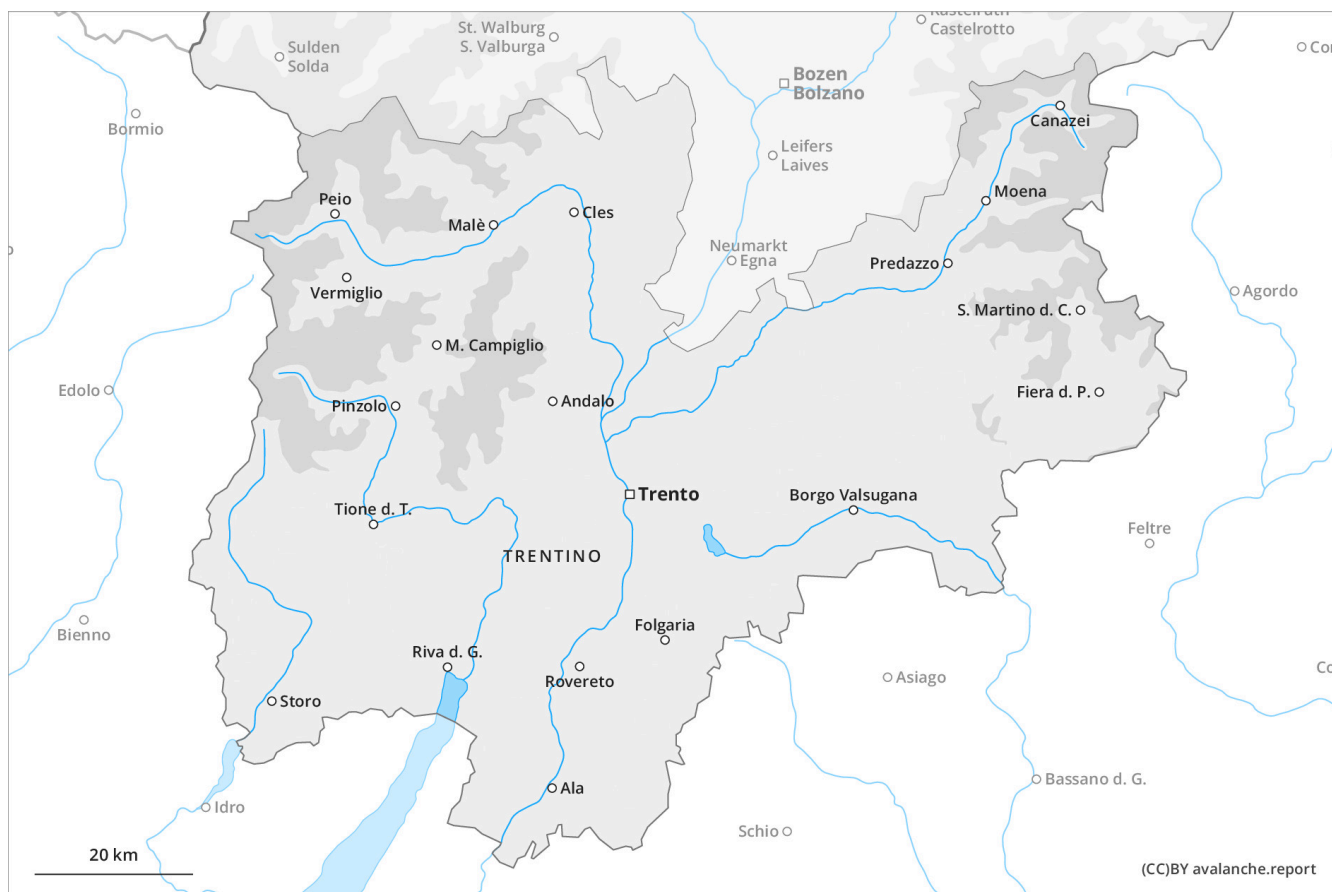 Kastelruth
Castelrotto
St. Walburg
S. Valburga
Sulden
Solda
Bozen
Bolzano
Bormio
Canazei
Leifers
Laives
Peio
Moena
Malè
Cles
Neumarkt
Egna
Predazzo
Vermiglio
Agordo
S. Martino d. C.
M. Campiglio
Edolo
Pinzolo
Andalo
Fiera d. P.
Trento
Borgo Valsugana
Tione d. T.
Feltre
TRENTINO
Bienno
Folgaria
Riva d. G.
Rovereto
Asiago
Storo
Bassano d. G.
Ala
Idro
Schio
20 km
(CC)BY avalanche.report